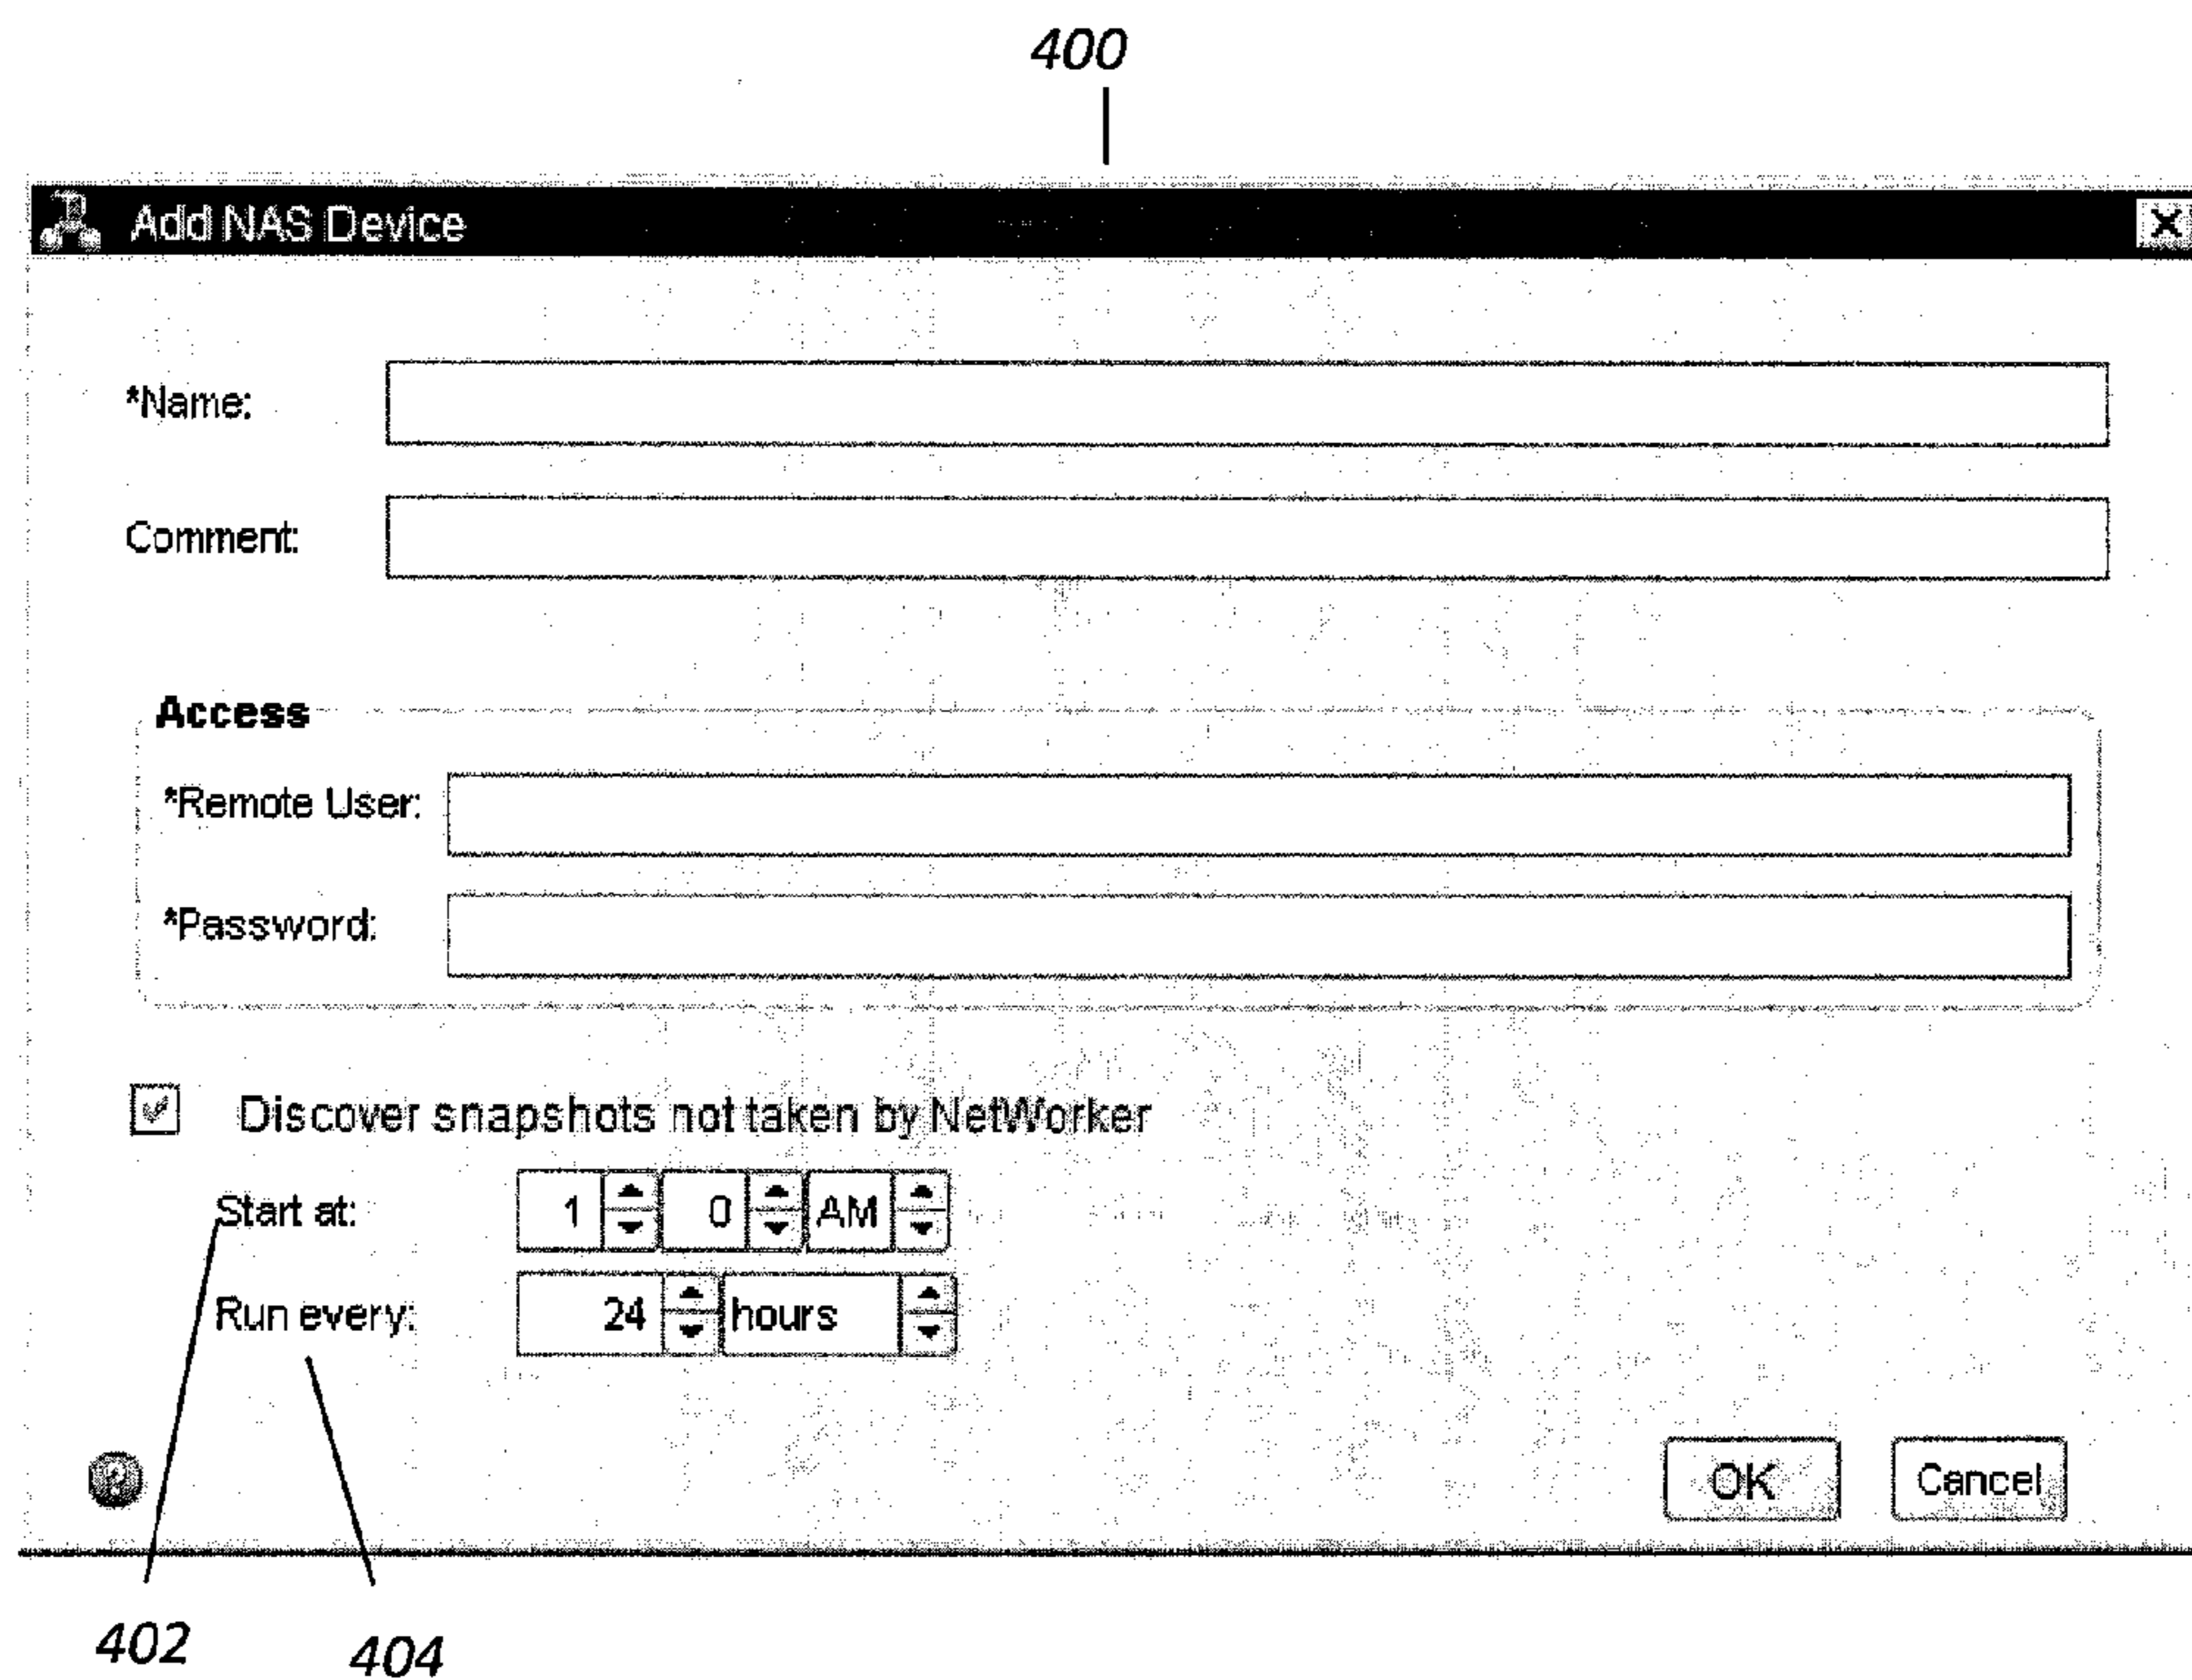 400
Add NAS Device X
*Name:
Comment:
Access
*Remote User:
*Password:
Discover snapshots not taken by NetWorker
Start at: 1 0 AM
Run every: 24 hours
? OK Cancel
402
404